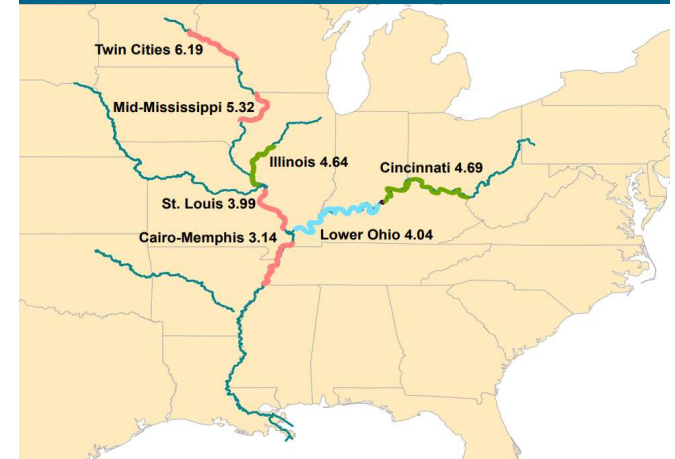 Twin Cities 6.19
Mid-Mississippi 5.32
Illinois 4.64
Cincinnati 4.69
St. Louis 3.99
Cairo-Memphis 3.14
Lower Ohio 4.04